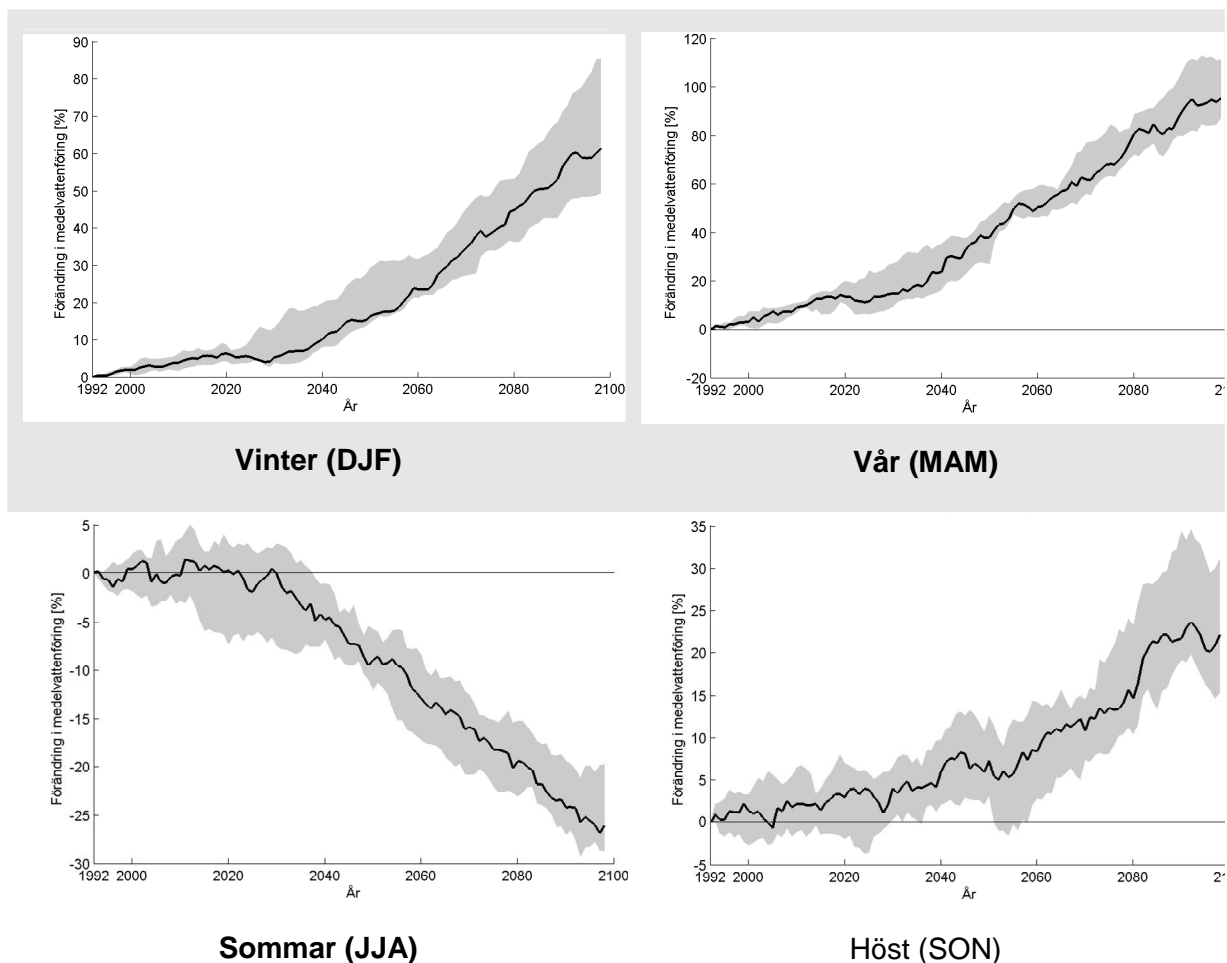 90
80
70
60
50
40
30
20
10
0
Förändring i medelvattenföring [%]
1992 2000 2020 2040 2060 2080 2100
År
Vinter (DJF)
120
100
80
60
40
20
0
-20
Förändring i medelvattenföring [%]
1992 2000 2020 2040 2060 2080 21
År
Vår (MAM)
5
0
-5
-10
-15
-20
-25
-30
Förändring i medelvattenföring [%]
1992 2000 2020 2040 2060 2080 2100
År
Sommar (JJA)
35
30
25
20
15
10
5
0
-5
Förändring i medelvattenföring [%]
1992 2000 2020 2040 2060 2080 21
År
Höst (SON)